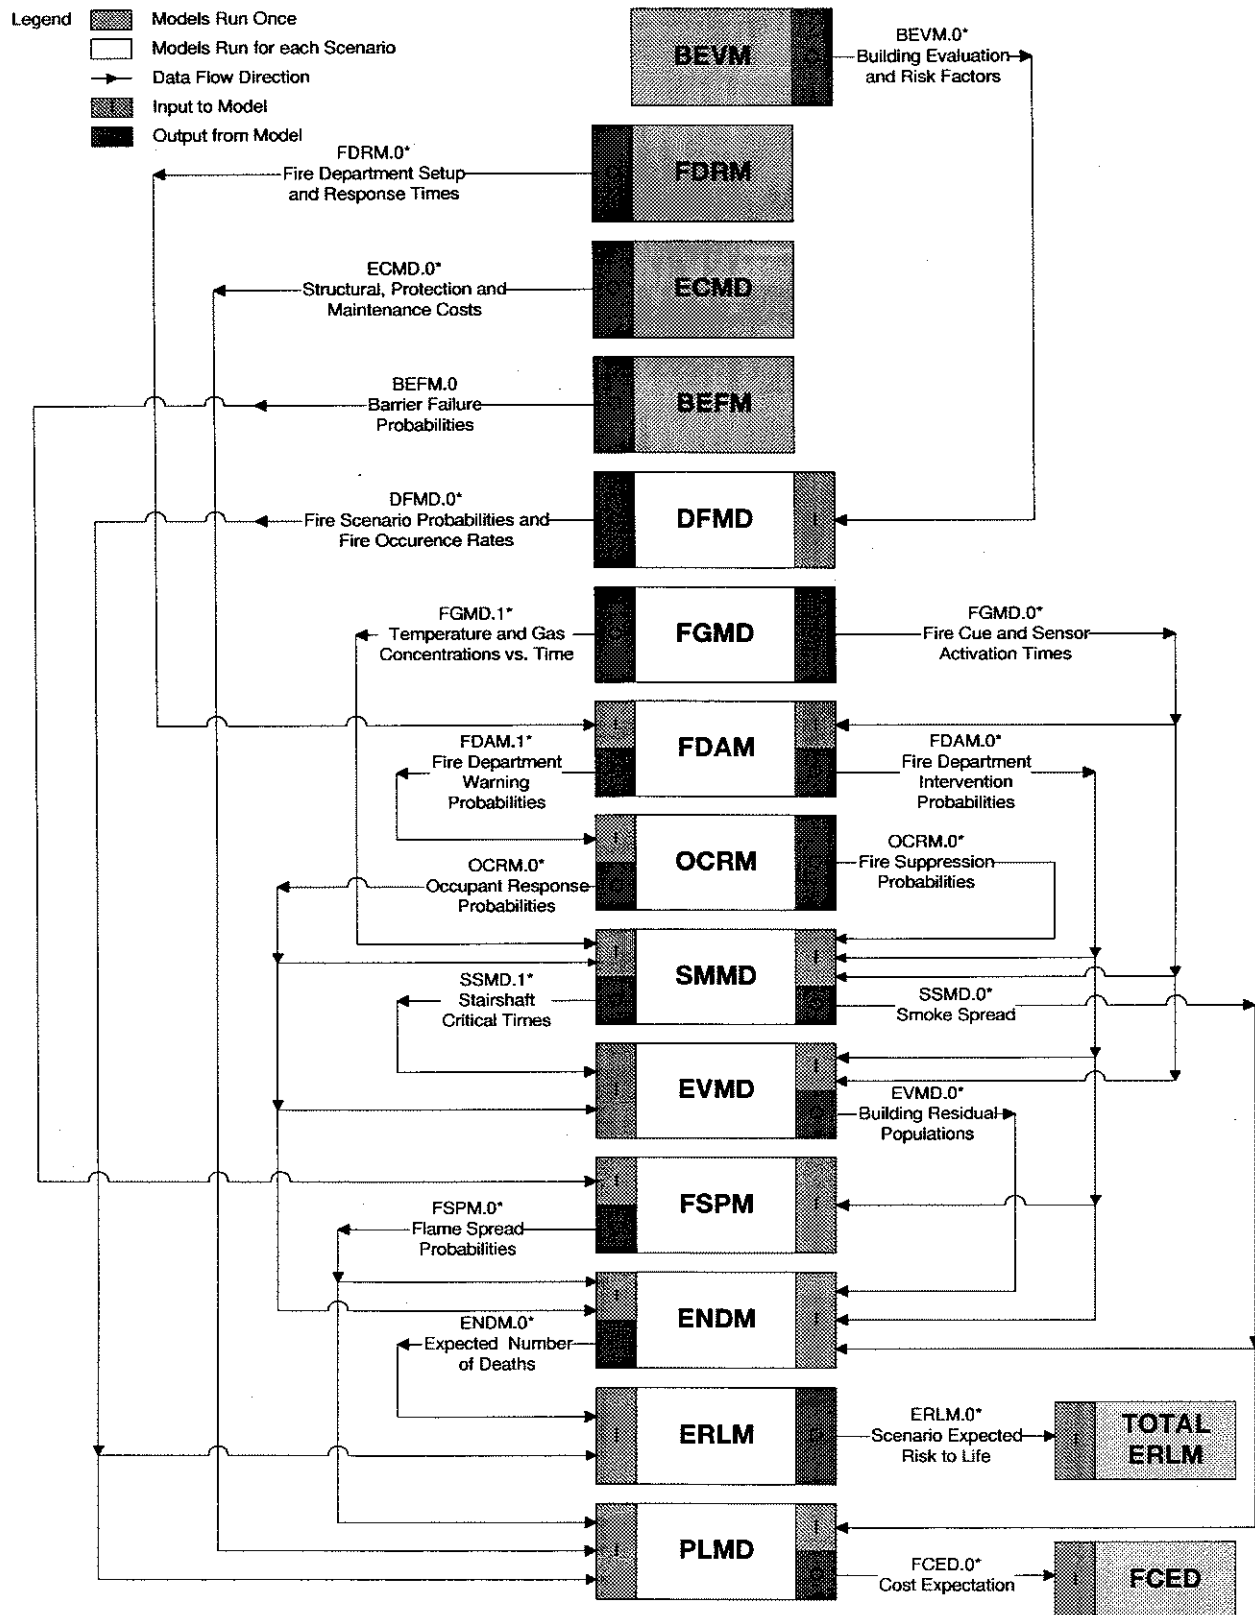 Legend
Models Run Once
Models Run for each Scenario
Data Flow Direction
I
Input to Model
Output from Model
BEVM
O
BEVM.0*
Building Evaluation
and Risk Factors
FDRM.0*
Fire Department Setup
and Response Times
O
FDRM
ECMD.0*
Structural, Protection and
Maintenance Costs
O
ECMD
BEFM.0
Barrier Failure
Probabilities
O
BEFM
DFMD.0*
Fire Scenario Probabilities and
Fire Occurence Rates
DFMD
I
FGMD.1*
Temperature and Gas
Concentrations vs. Time
FGMD
FGMD.0*
Fire Cue and Sensor
Activation Times
I
FDAM
I
FDAM.1*
Fire Department
Warning
Probabilities
FDAM.0*
Fire Department
Intervention
Probabilities
I
OCRM
OCRM.0*
Occupant Response
Probabilities
O
OCRM.0*
Fire Suppression
Probabilities
I
SMMD
I
SSMD.1*
Stairshaft
Critical Times
O
SSMD.0*
Smoke Spread
I
EVMD
I
O
EVMD.0*
Building Residual
Populations
I
FSPM
I
FSPM.0*
Flame Spread
Probabilities
I
ENDM
I
ENDM.0*
Expected Number
of Deaths
I
ERLM
O
ERLM.0*
Scenario Expected
Risk to Life
I
TOTAL
ERLM
I
PLMD
I
O
FCED.0*
Cost Expectation
I
FCED